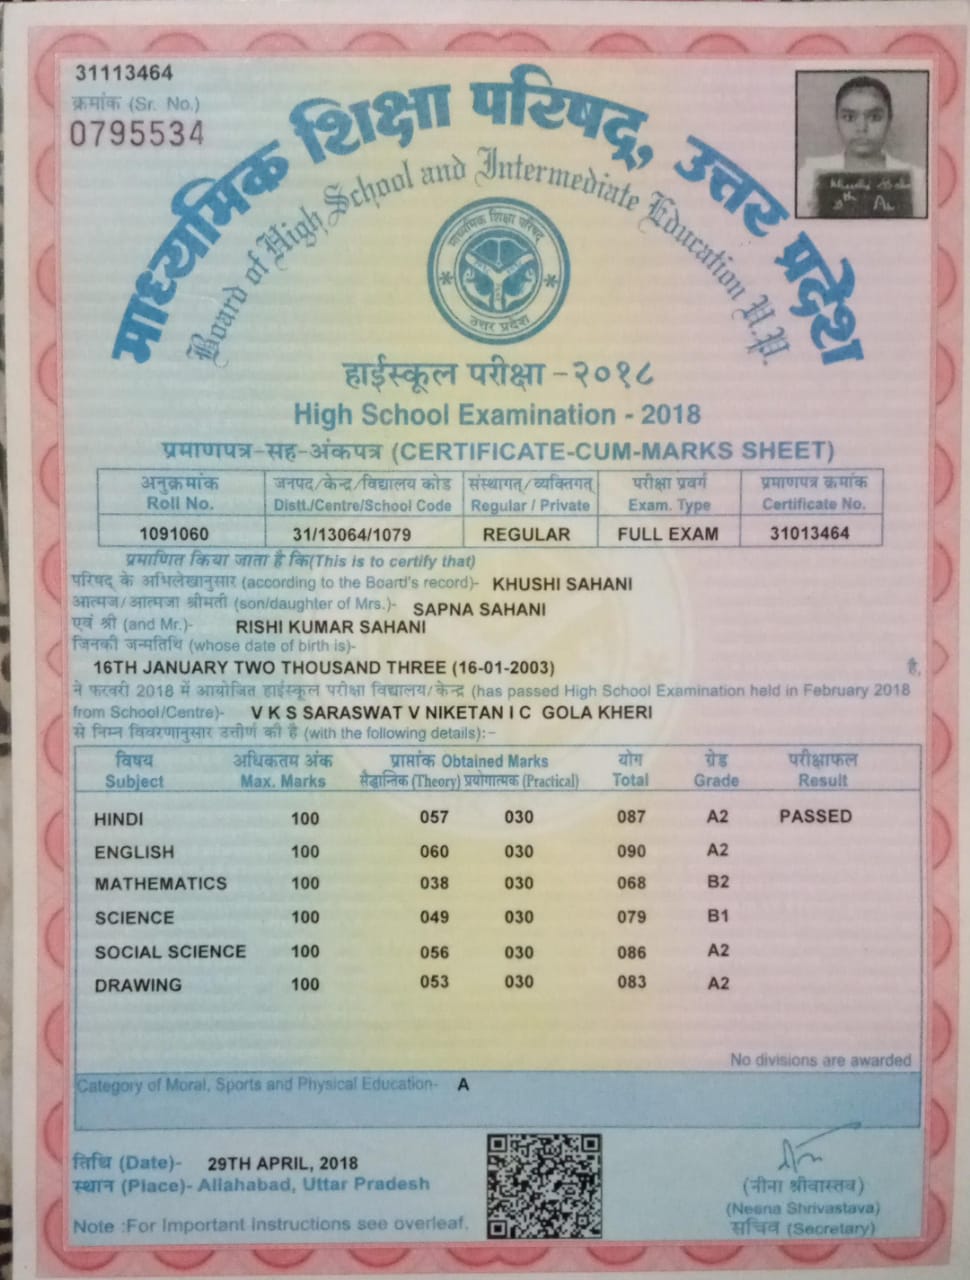 31113464
क्रमांक (Sr. No.)
0795534
माध्यमिक शिक्षा परिषद्, उत्तर प्रदेश
Board of High School and Intermediate Education U.P.
माध्यमिक शिक्षा परिषद्
उत्तर प्रदेश
हाईस्कूल परीक्षा – २०१८
High School Examination - 2018
प्रमाणपत्र-सह-अंकपत्र (CERTIFICATE-CUM-MARKS SHEET)
अनुक्रमांक जनपद/केन्द्र/विद्यालय कोड संस्थागत्/व्यक्तिगत् परीक्षा प्रवर्ग प्रमाणपत्र क्रमांक
Roll No. Distt./Centre/School Code Regular / Private Exam. Type Certificate No.
1091060 31/13064/1079 REGULAR FULL EXAM 31013464
प्रमाणित किया जाता है कि(This is to certify that)
परिषद् के अभिलेखानुसार (according to the Board's record)- KHUSHI SAHANI
आत्मज/आत्मजा श्रीमती (son/daughter of Mrs.)- SAPNA SAHANI
एवं श्री (and Mr.)- RISHI KUMAR SAHANI
जिनकी जन्मतिथि (whose date of birth is)-
16TH JANUARY TWO THOUSAND THREE (16-01-2003) है,
ने फरवरी 2018 में आयोजित हाईस्कूल परीक्षा विद्यालय/केन्द्र (has passed High School Examination held in February 2018
from School/Centre)- V K S SARASWAT V NIKETAN I C GOLA KHERI
से निम्न विवरणानुसार उत्तीर्ण की है (with the following details):-
विषय अधिकतम अंक प्राप्तांक Obtained Marks योग ग्रेड परीक्षाफल
Subject Max. Marks सैद्धान्तिक (Theory) प्रयोगात्मक (Practical) Total Grade Result
HINDI 100 057 030 087 A2 PASSED
ENGLISH 100 060 030 090 A2
MATHEMATICS 100 038 030 068 B2
SCIENCE 100 049 030 079 B1
SOCIAL SCIENCE 100 056 030 086 A2
DRAWING 100 053 030 083 A2
No divisions are awarded
Category of Moral, Sports and Physical Education- A
तिथि (Date)- 29TH APRIL, 2018
स्थान (Place)- Allahabad, Uttar Pradesh
Note :For Important Instructions see overleaf.
(नीना श्रीवास्तव)
(Neena Shrivastava)
सचिव (Secretary)